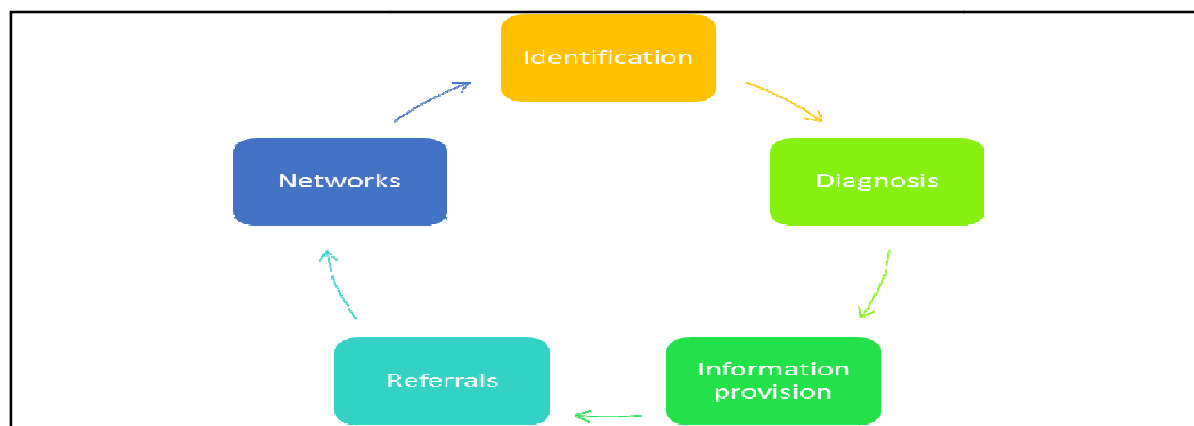 Identification
Diagnosis
Information
provision
Referrals
Networks